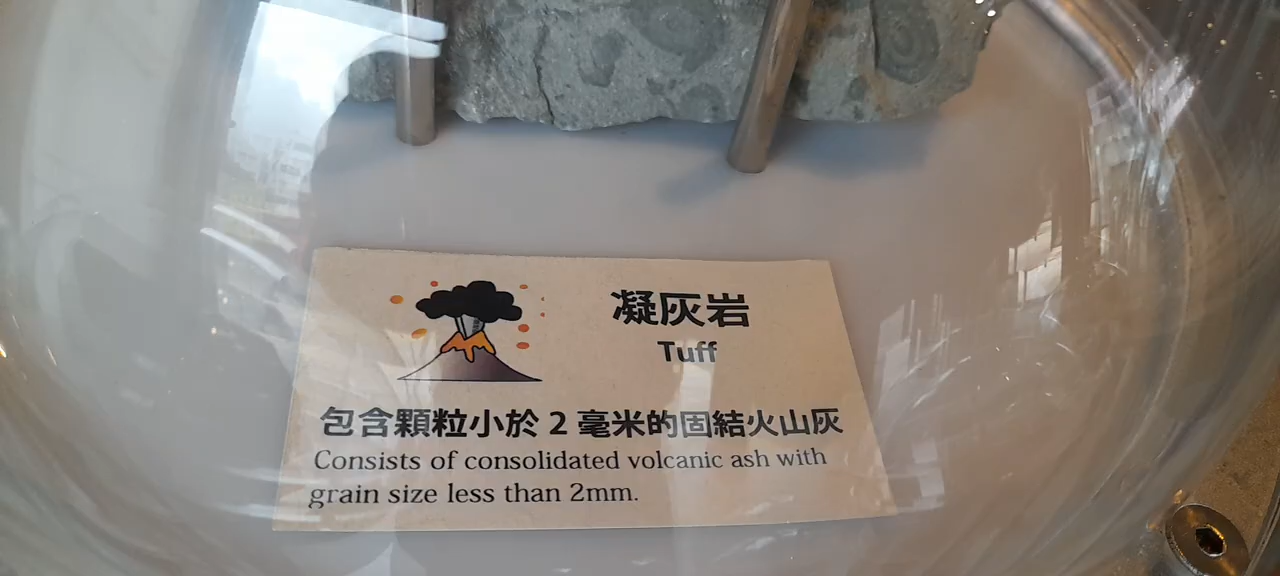 凝灰岩
Tuff
包含顆粒小於 2 毫米的固結火山灰
Consists of consolidated volcanic ash with
grain size less than 2mm.